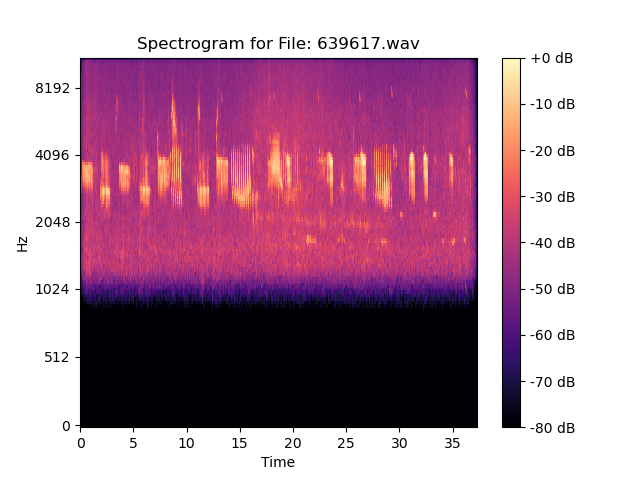 Spectrogram for File: 639617.wav
+0 dB
8192
-10 dB
4096
-20 dB
-30 dB
2048
-40 dB
Hz
1024
-50 dB
-60 dB
512
-70 dB
0
-80 dB
0 5 10 15 20 25 30 35
Time